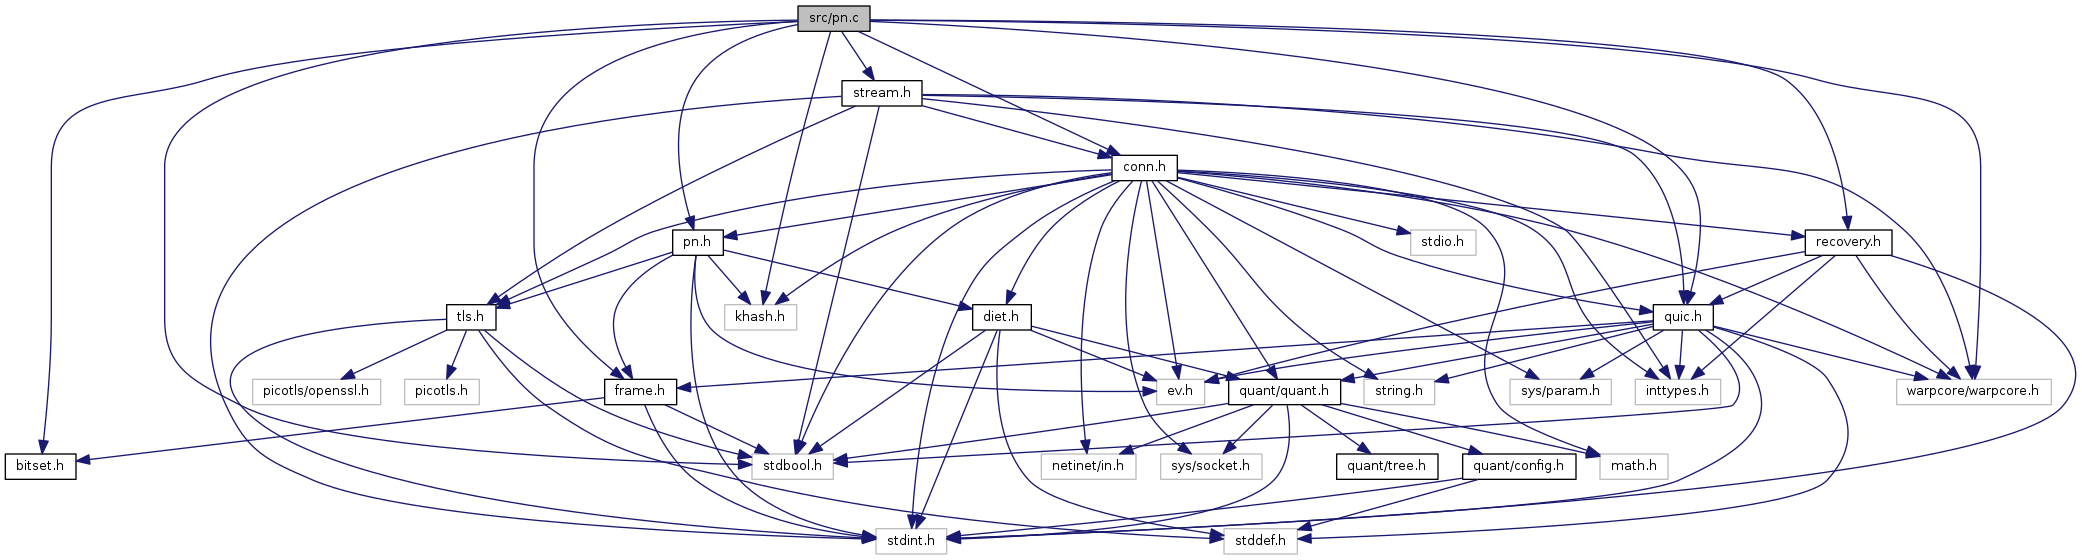 src/pn.c
stream.h
conn.h
pn.h
stdio.h
recovery.h
tls.h
khash.h
diet.h
quic.h
picotls/openssl.h
picotls.h
frame.h
ev.h
quant/quant.h
string.h
sys/param.h
inttypes.h
warpcore/warpcore.h
bitset.h
stdbool.h
netinet/in.h
sys/socket.h
quant/tree.h
quant/config.h
math.h
stdint.h
stddef.h